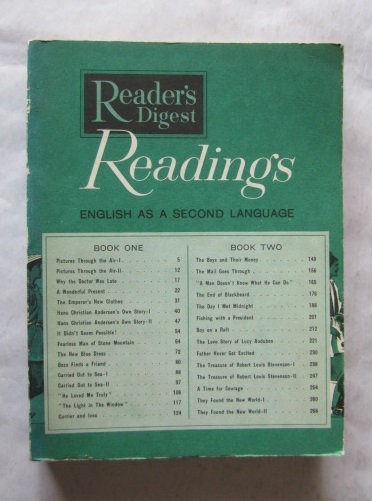 Reader's
Digest
Readings
ENGLISH AS A SECOND LANGUAGE
BOOK ONE
Pictures Through the Air-I 5
Pictures Through the Air-II 12
Why the Doctor Was Late 17
A Wonderful Present 22
The Emperor's New Clothes 31
Hans Christian Andersen's Own Story-I 40
Hans Christian Andersen's Own Story-II 47
It Didn't Seem Possible! 54
Fearless Man of Stone Mountain 64
The New Blue Dress 72
Bozo Finds a Friend 80
Carried Out to Sea-I 88
Carried Out to Sea-II 97
"He Loved Me Truly" 106
"The Light in the Window" 117
Currier and Ives 124
BOOK TWO
The Boys and Their Money 149
The Mail Goes Through 156
"A Man Doesn't Know What He Can Do" 165
The End of Blackbeard 176
The Day I Met Midnight 188
Fishing with a President 201
Boy on a Raft 212
The Love Story of Lucy Audubon 221
Father Never Got Excited 230
The Treasure of Robert Louis Stevenson-I 238
The Treasure of Robert Louis Stevenson-II 247
A Time for Courage 254
They Found the New World-I 260
They Found the New World-II